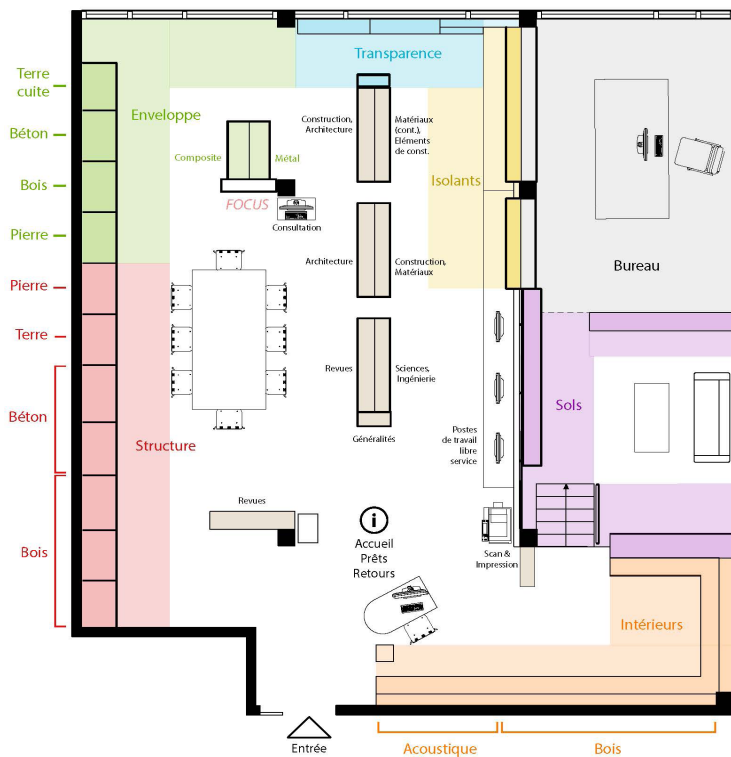 Transparence
Terre
cuite
Enveloppe
Construction,
Architecture
Matériaux
(cont.),
Eléments
de const.
Béton
Composite
Métal
Bois
Isolants
FOCUS
Consultation
Pierre
Architecture
Construction,
Matériaux
Bureau
Pierre
Terre
Revues
Sciences,
Ingénierie
Béton
Sols
Structure
Généralités
Postes
de travail
libre
service
Revues
i
Accueil
Prêts
Retours
Bois
Scan &
Impression
Intérieurs
Entrée
Acoustique
Bois